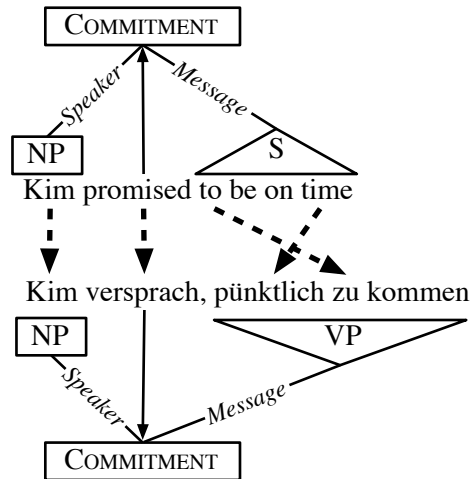 COMMITMENT
Speaker Message
NP S
Kim promised to be on time
Kim versprach, pünktlich zu kommen
NP VP
Speaker Message
COMMITMENT